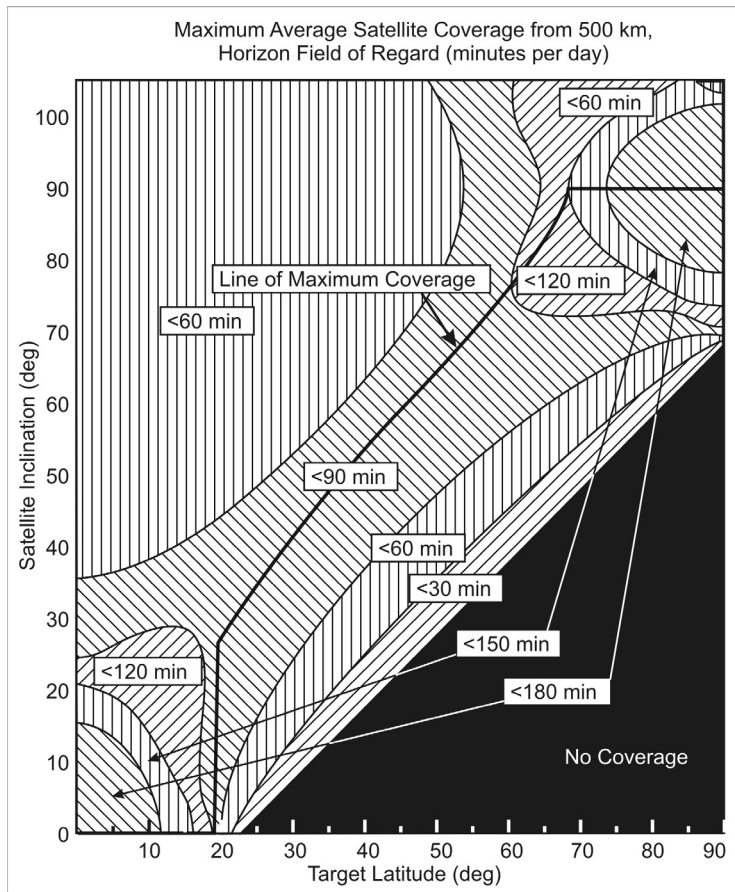 Maximum Average Satellite Coverage from 500 km,
Horizon Field of Regard (minutes per day)
Satellite Inclination (deg)
100
90
80
70
60
50
40
30
20
10
0
<60 min
Line of Maximum Coverage
<120 min
<60 min
<90 min
<60 min
<30 min
<150 min
<120 min
<180 min
No Coverage
10 20 30 40 50 60 70 80 90
Target Latitude (deg)